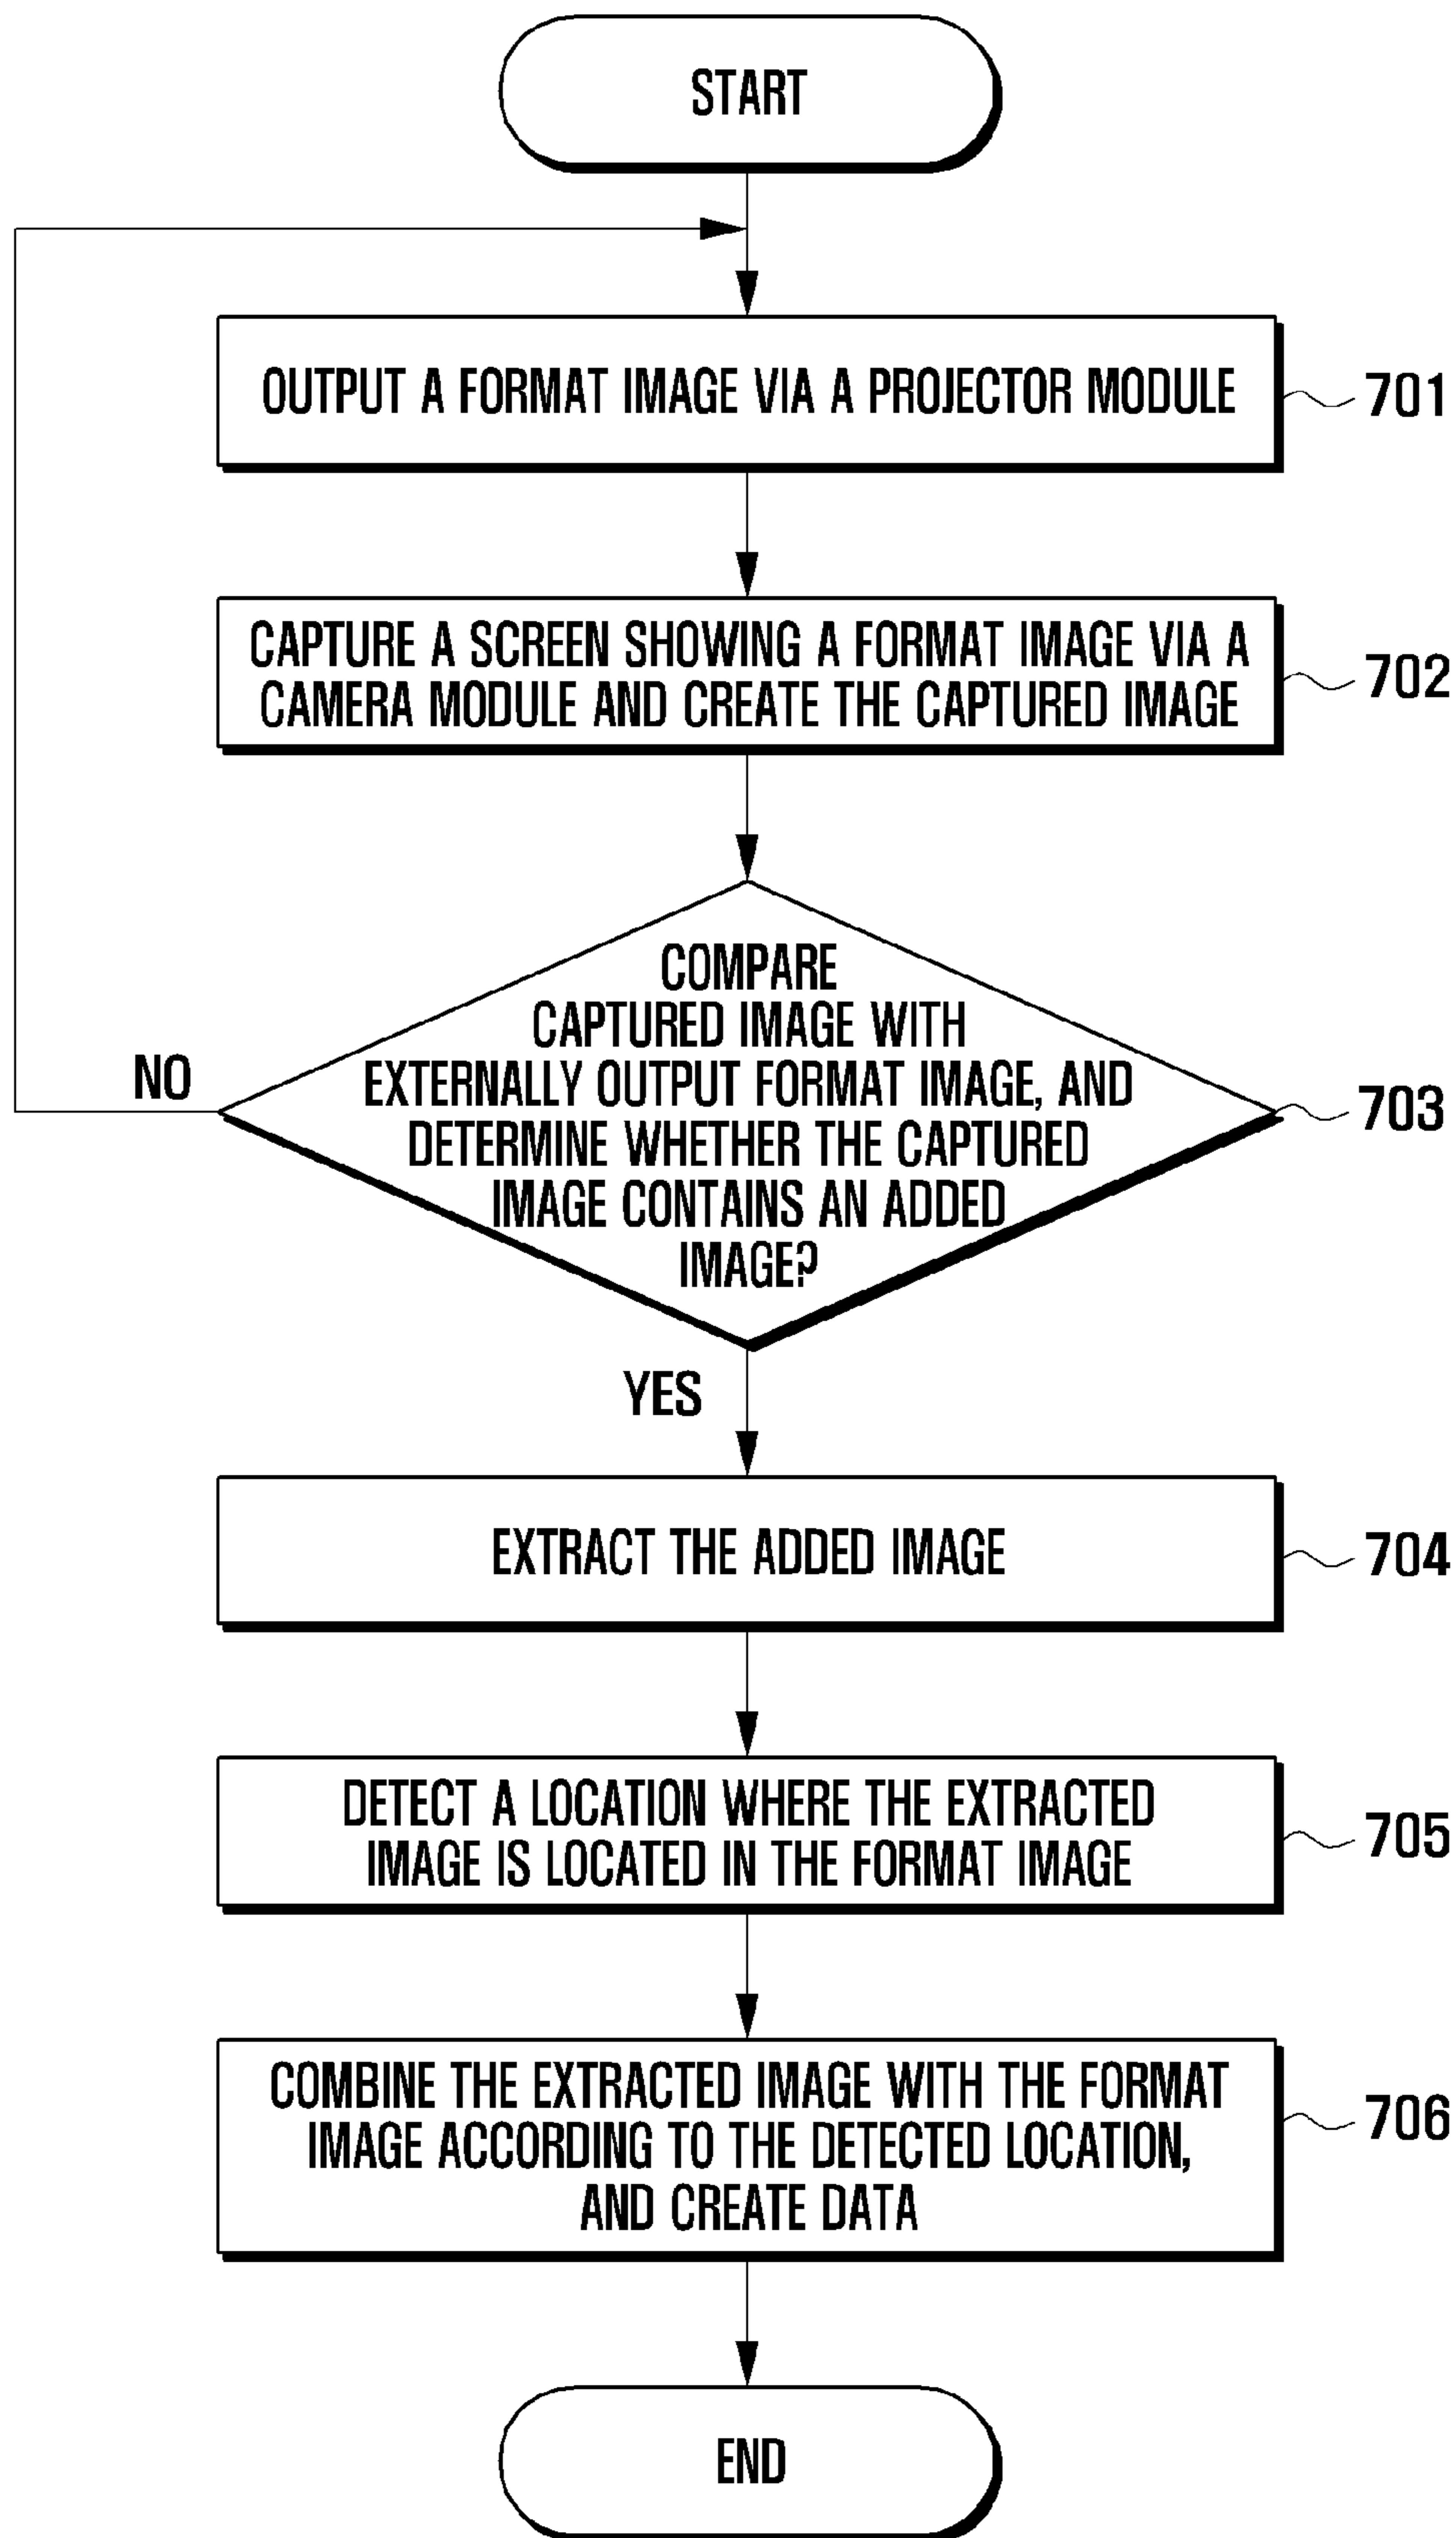 START
OUTPUT A FORMAT IMAGE VIA A PROJECTOR MODULE
701
CAPTURE A SCREEN SHOWING A FORMAT IMAGE VIA A
CAMERA MODULE AND CREATE THE CAPTURED IMAGE
702
COMPARE
CAPTURED IMAGE WITH
EXTERNALLY OUTPUT FORMAT IMAGE, AND
DETERMINE WHETHER THE CAPTURED
IMAGE CONTAINS AN ADDED
IMAGE?
NO
703
YES
EXTRACT THE ADDED IMAGE
704
DETECT A LOCATION WHERE THE EXTRACTED
IMAGE IS LOCATED IN THE FORMAT IMAGE
705
COMBINE THE EXTRACTED IMAGE WITH THE FORMAT
IMAGE ACCORDING TO THE DETECTED LOCATION,
AND CREATE DATA
706
END